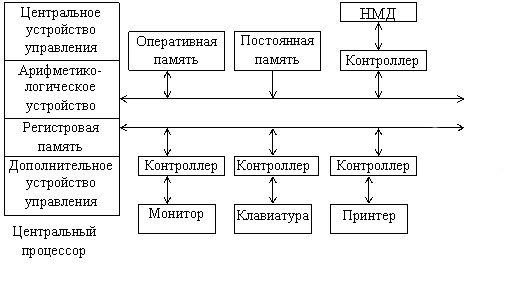 Центральное
устройство
управления
Арифметико-
логическое
устройство
Регистровая
память
Дополнительное
устройство
управления
Центральный
процессор
Оперативная
память
Постоянная
память
НМД
Контроллер
Контроллер
Контроллер
Контроллер
Монитор
Клавиатура
Принтер